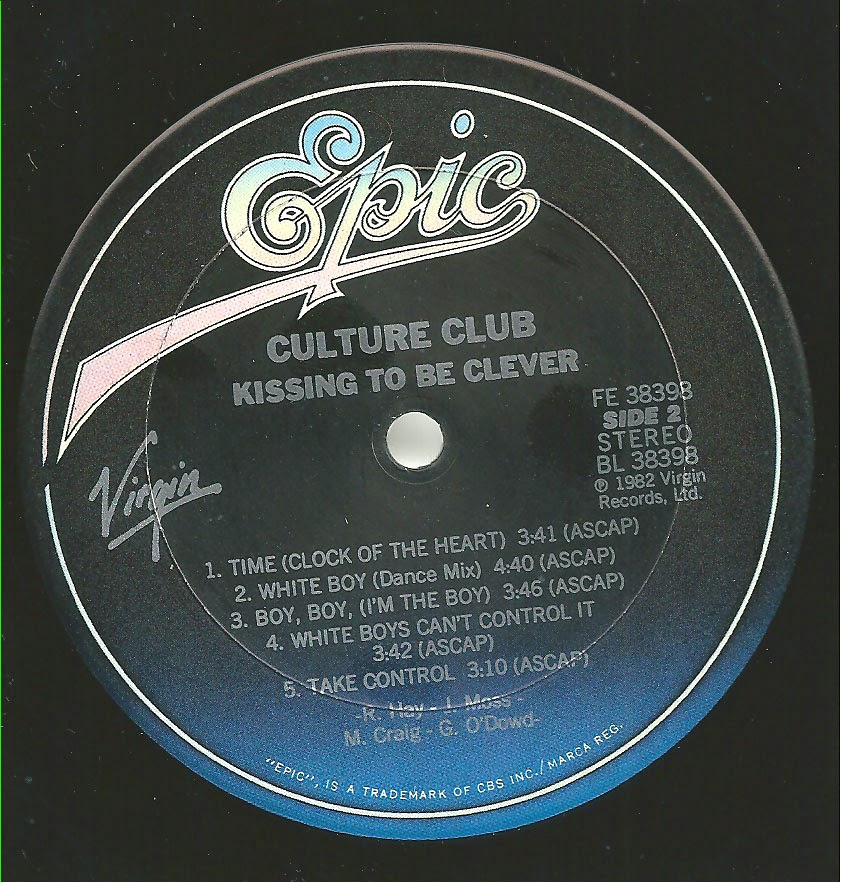 Epic
CULTURE CLUB
KISSING TO BE CLEVER
FE 38398
SIDE 2
STEREO
BL 38398
℗ 1982 Virgin
Records, Ltd.
Virgin
1. TIME (CLOCK OF THE HEART) 3:41 (ASCAP)
2. WHITE BOY (Dance Mix) 4:40 (ASCAP)
3. BOY, BOY, (I'M THE BOY) 3:46 (ASCAP)
4. WHITE BOYS CAN'T CONTROL IT
3:42 (ASCAP)
5. TAKE CONTROL 3:10 (ASCAP)
-R. Hay - J. Moss -
M. Craig - G. O'Dowd-
"EPIC", IS A TRADEMARK OF CBS INC./MARCA REG.